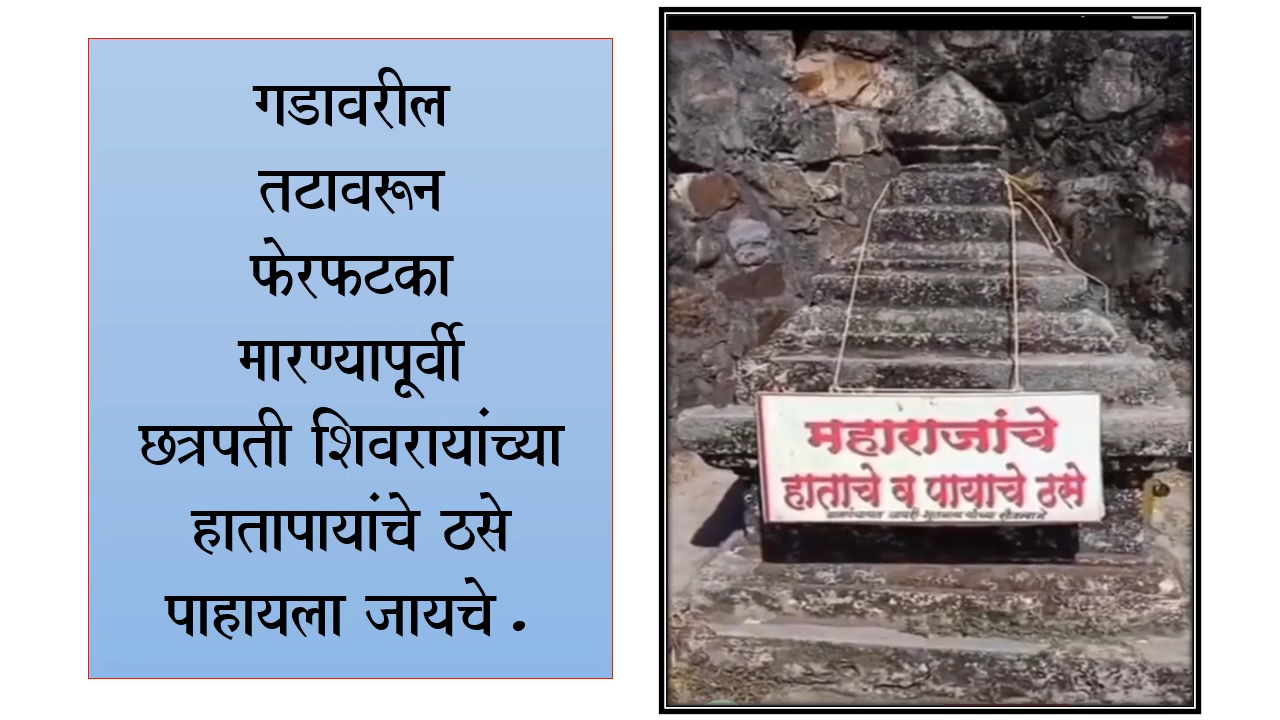 गडावरील
तटावरून
फेरफटका
मारण्यापूर्वी
छत्रपती शिवरायांच्या
हातापायांचे ठसे
पाहायला जायचे .
महाराजांचे
हाताचे व पायाचे ठसे